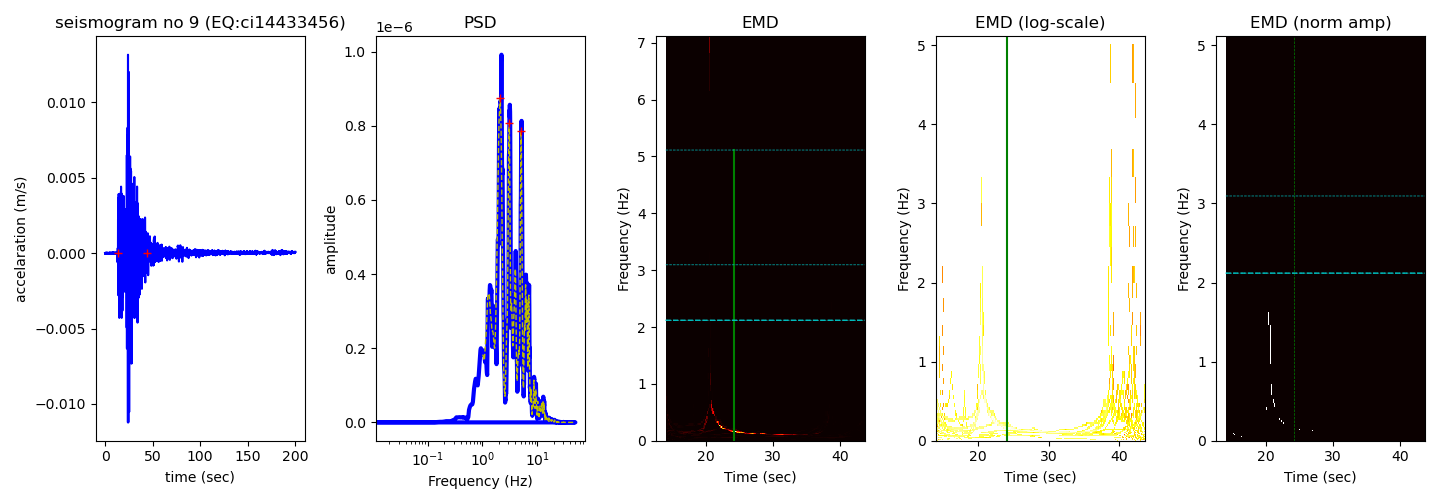 seismogram no 9 (EQ:ci14433456)
accelaration (m/s)
0.010
0.005
0.000
−0.005
−0.010
0 50 100 150 200
time (sec)
PSD
1e−6
amplitude
1.0
0.8
0.6
0.4
0.2
0.0
10⁻¹ 10⁰ 10¹
Frequency (Hz)
EMD
Frequency (Hz)
7
6
5
4
3
2
1
0
20 30 40
Time (sec)
EMD (log-scale)
Frequency (Hz)
5
4
3
2
1
0
20 30 40
Time (sec)
EMD (norm amp)
Frequency (Hz)
5
4
3
2
1
0
20 30 40
Time (sec)